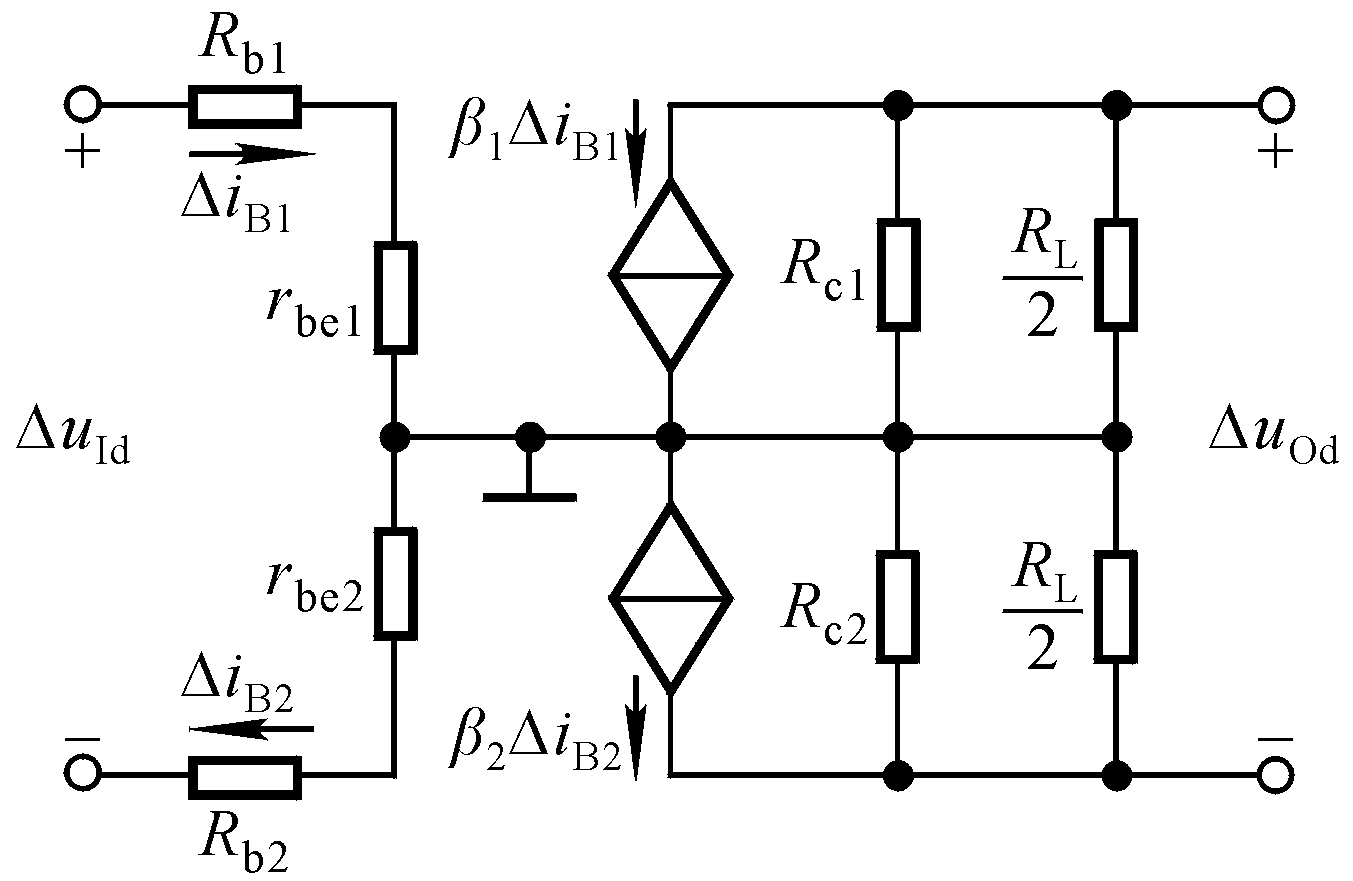 R_b1
+
Δi_B1
β_1Δi_B1
+
r_be1
R_c1
R_L/2
Δu_Id
Δu_Od
r_be2
R_c2
R_L/2
Δi_B2
β_2Δi_B2
−
−
R_b2